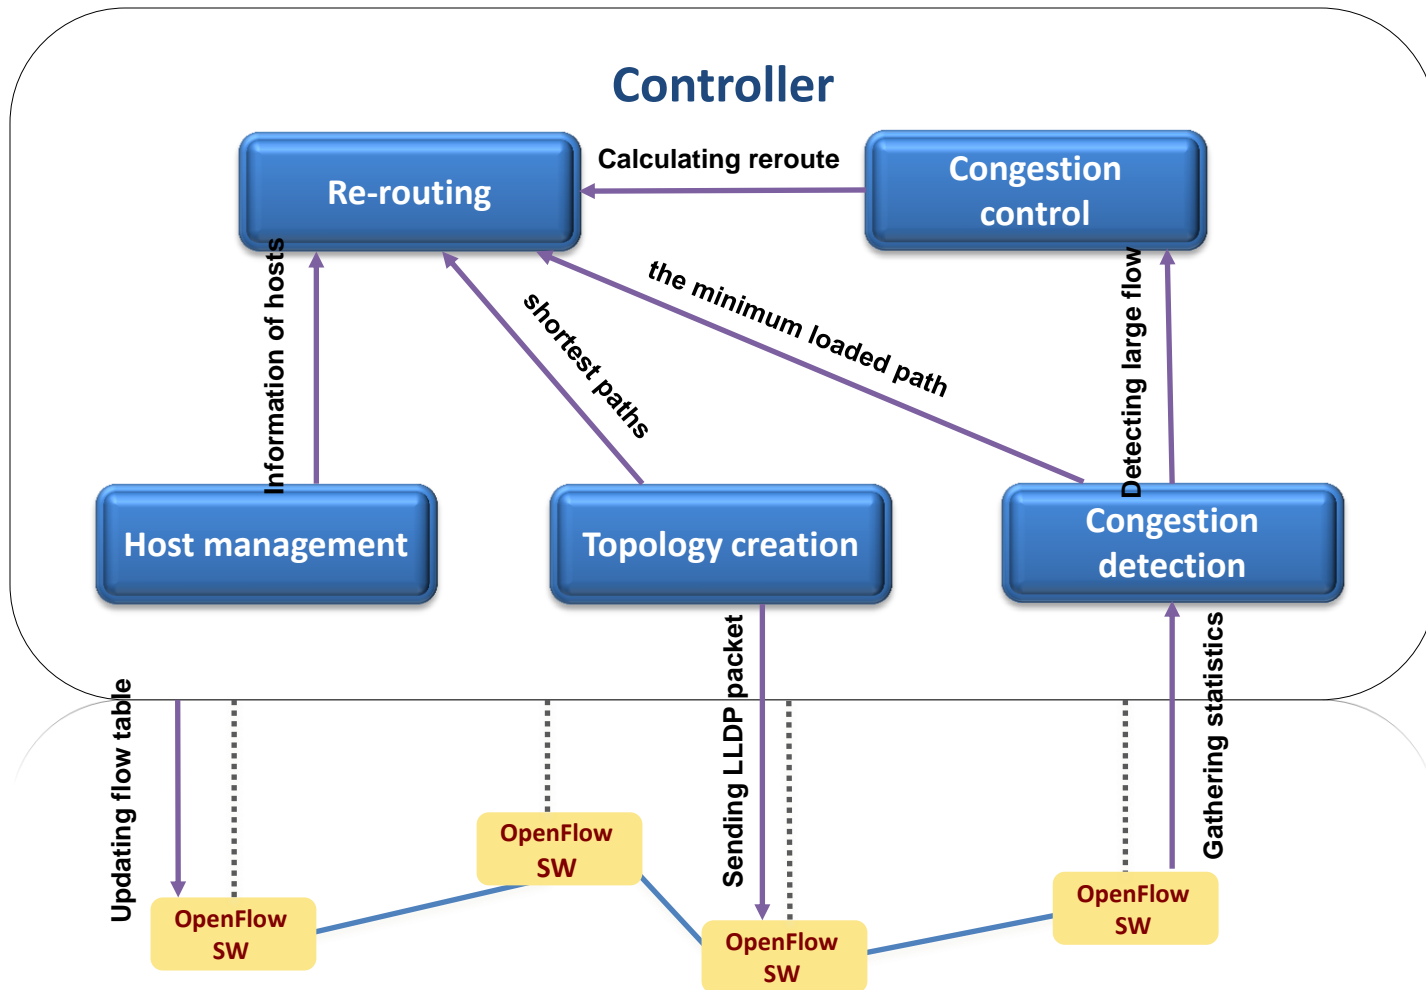 Controller
Re-routing
Calculating reroute
Congestion
control
Information of hosts
shortest paths
the minimum loaded path
Detecting large flow
Host management
Topology creation
Congestion
detection
Updating flow table
Sending LLDP packet
Gathering statistics
OpenFlow
SW
OpenFlow
SW
OpenFlow
SW
OpenFlow
SW